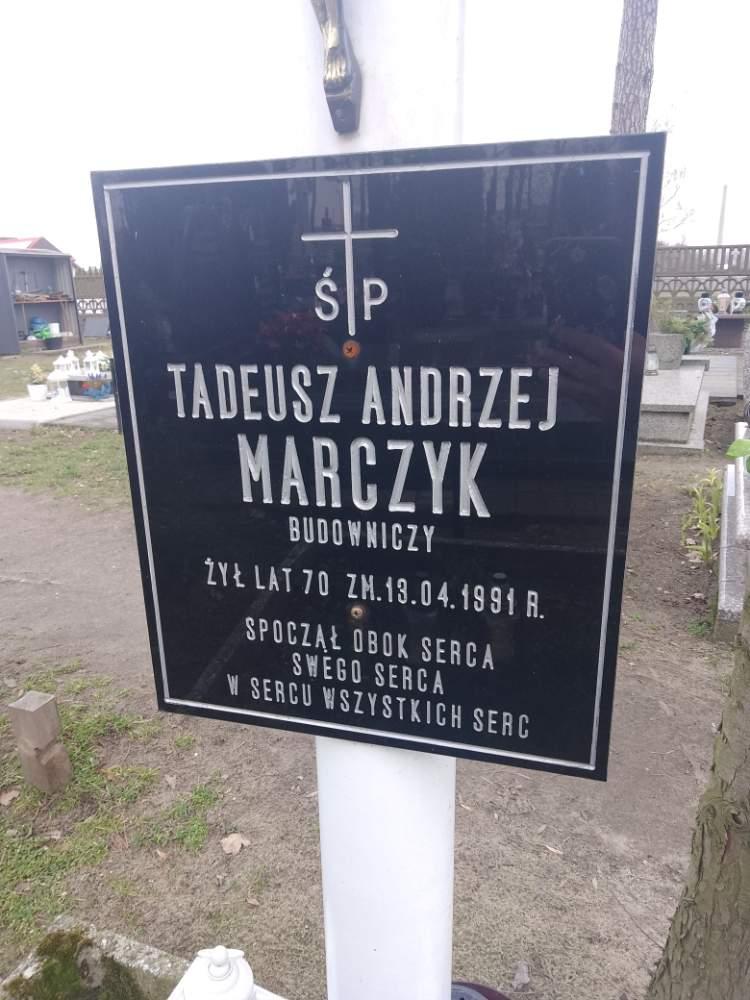 ŚP
TADEUSZ ANDRZEJ
MARCZYK
BUDOWNICZY
ŻYŁ LAT 70 ZM.13.04.1991 R.
SPOCZĄŁ OBOK SERCA
SWEGO SERCA
W SERCU WSZYSTKICH SERC